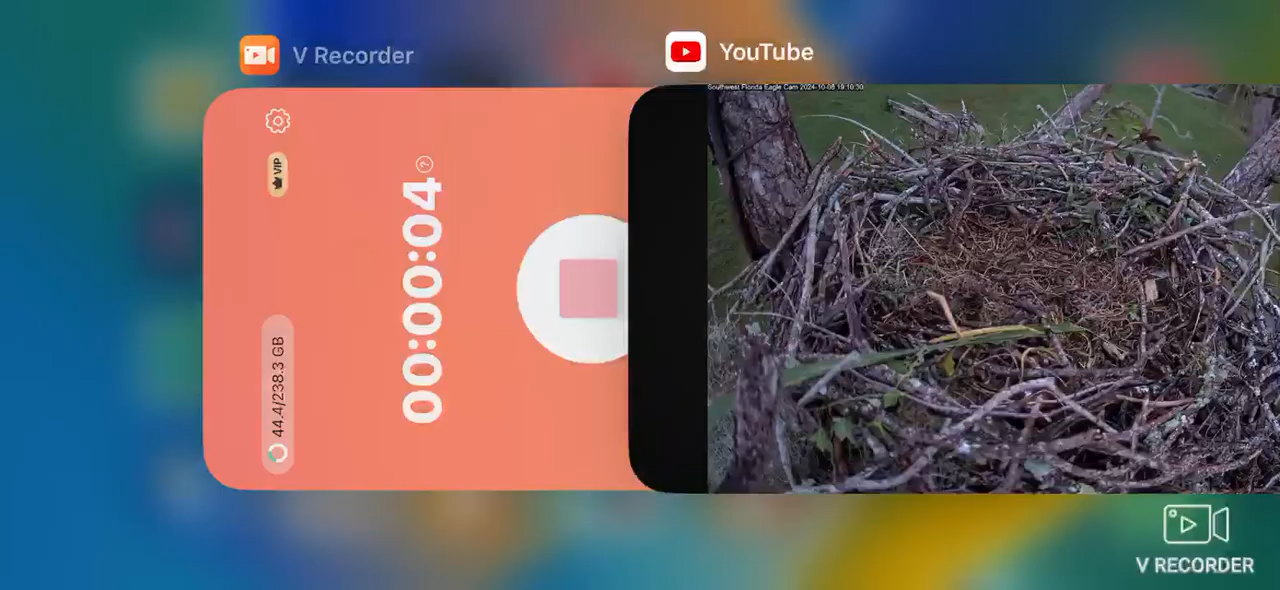 V Recorder
YouTube
Southwest Florida Eagle Cam 2024-10-08 19:10:30
VIP
00:00:04
?
44.4/238.3 GB
V RECORDER